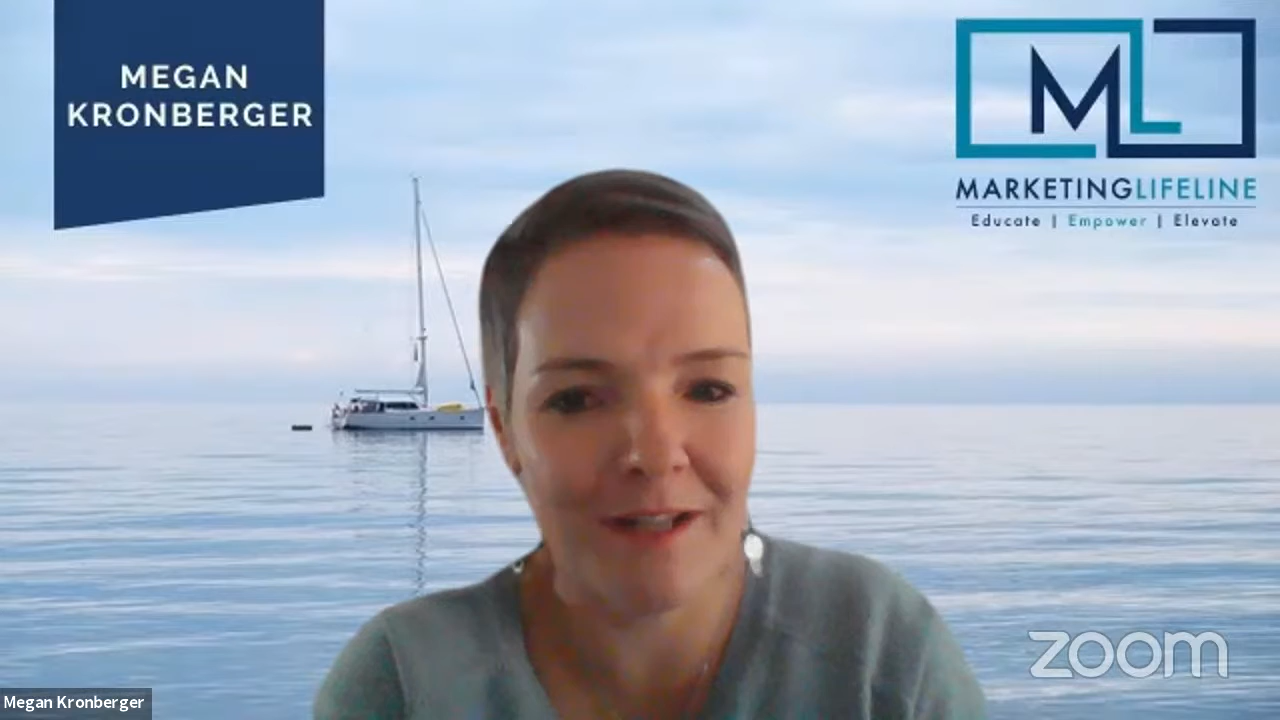 MEGAN
KRONBERGER
ML
MARKETINGLIFELINE
Educate | Empower | Elevate
zoom
Megan Kronberger